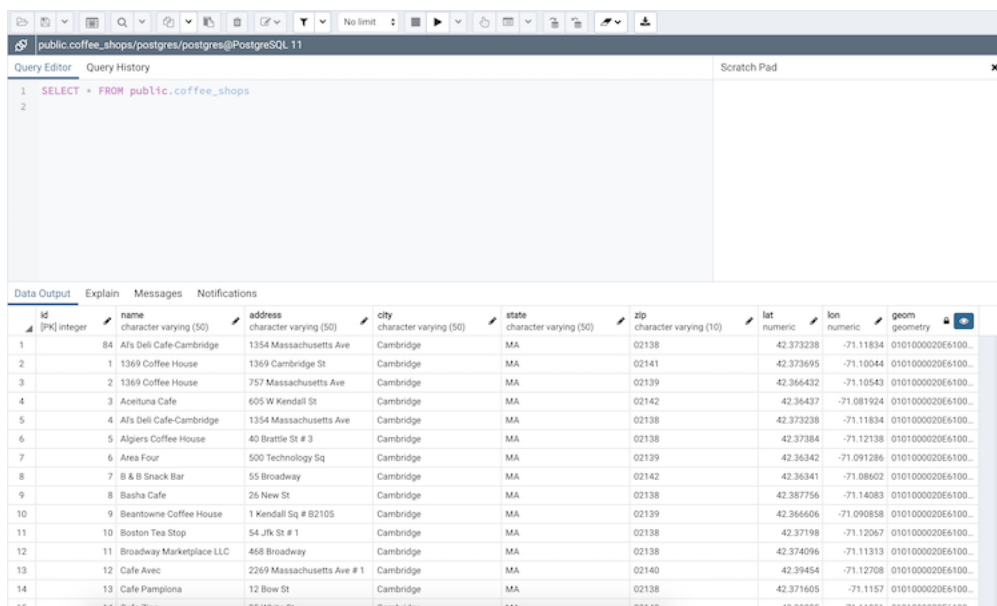 No limit
public.coffee_shops/postgres/postgres@PostgreSQL 11
Query Editor Query History Scratch Pad x
1 SELECT * FROM public.coffee_shops
2
Data Output Explain Messages Notifications
id name address city state zip lat lon geom
[PK] integer character varying (50) character varying (50) character varying (50) character varying (50) character varying (10) numeric numeric geometry
1 84 Al's Deli Cafe-Cambridge 1354 Massachusetts Ave Cambridge MA 02138 42.373238 -71.11834 0101000020E6100...
2 1 1369 Coffee House 1369 Cambridge St Cambridge MA 02141 42.373695 -71.10044 0101000020E6100...
3 2 1369 Coffee House 757 Massachusetts Ave Cambridge MA 02139 42.366432 -71.10543 0101000020E6100...
4 3 Aceituna Cafe 605 W Kendall St Cambridge MA 02142 42.36437 -71.081924 0101000020E6100...
5 4 Al's Deli Cafe-Cambridge 1354 Massachusetts Ave Cambridge MA 02138 42.373238 -71.11834 0101000020E6100...
6 5 Algiers Coffee House 40 Brattle St # 3 Cambridge MA 02138 42.37384 -71.12138 0101000020E6100...
7 6 Area Four 500 Technology Sq Cambridge MA 02139 42.36342 -71.091286 0101000020E6100...
8 7 B & B Snack Bar 55 Broadway Cambridge MA 02142 42.36341 -71.08602 0101000020E6100...
9 8 Basha Cafe 26 New St Cambridge MA 02138 42.387756 -71.14083 0101000020E6100...
10 9 Beantowne Coffee House 1 Kendall Sq # B2105 Cambridge MA 02139 42.366606 -71.090858 0101000020E6100...
11 10 Boston Tea Stop 54 Jfk St # 1 Cambridge MA 02138 42.37198 -71.12067 0101000020E6100...
12 11 Broadway Marketplace LLC 468 Broadway Cambridge MA 02138 42.374096 -71.11313 0101000020E6100...
13 12 Cafe Avec 2269 Massachusetts Ave # 1 Cambridge MA 02140 42.39454 -71.12708 0101000020E6100...
14 13 Cafe Pamplona 12 Bow St Cambridge MA 02138 42.371605 -71.1157 0101000020E6100...